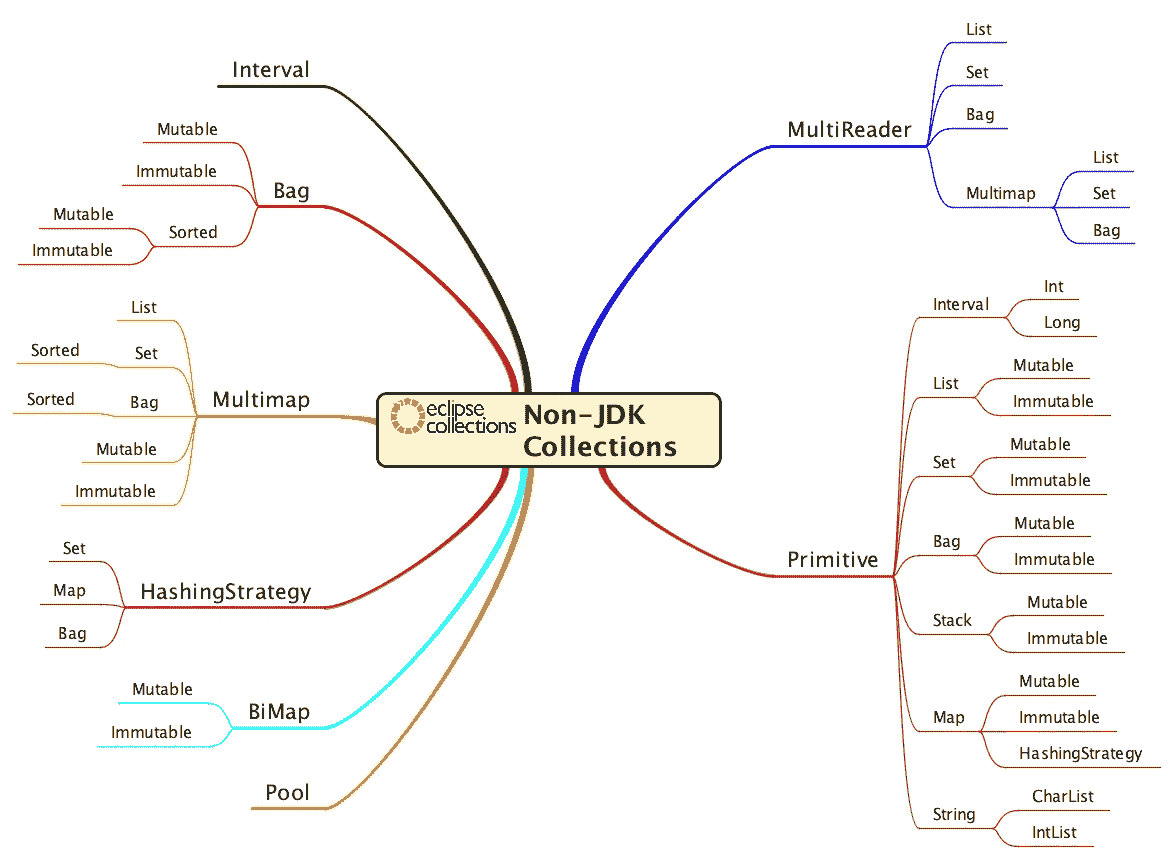 eclipse
collections
Non-JDK
Collections
Interval
Bag
Mutable
Immutable
Sorted
Mutable
Immutable
Multimap
List
Set
Sorted
Bag
Sorted
Mutable
Immutable
HashingStrategy
Set
Map
Bag
BiMap
Mutable
Immutable
Pool
MultiReader
List
Set
Bag
Multimap
List
Set
Bag
Primitive
Interval
Int
Long
List
Mutable
Immutable
Set
Mutable
Immutable
Bag
Mutable
Immutable
Stack
Mutable
Immutable
Map
Mutable
Immutable
HashingStrategy
String
CharList
IntList